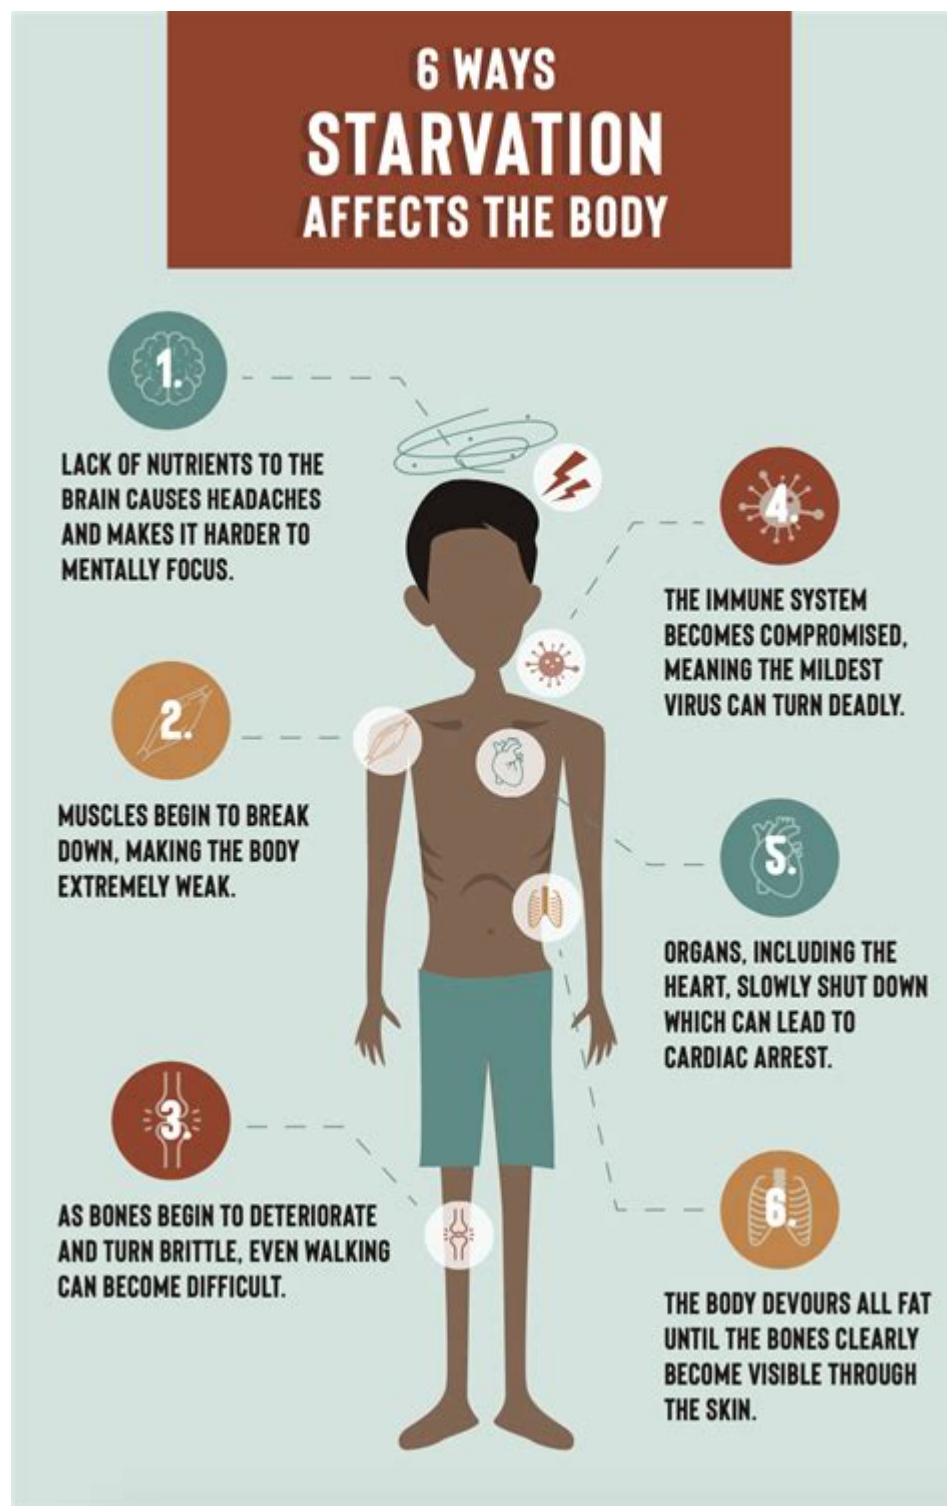 6 WAYS
STARVATION
AFFECTS THE BODY
1.
LACK OF NUTRIENTS TO THE
BRAIN CAUSES HEADACHES
AND MAKES IT HARDER TO
MENTALLY FOCUS.
2.
MUSCLES BEGIN TO BREAK
DOWN, MAKING THE BODY
EXTREMELY WEAK.
3.
AS BONES BEGIN TO DETERIORATE
AND TURN BRITTLE, EVEN WALKING
CAN BECOME DIFFICULT.
4.
THE IMMUNE SYSTEM
BECOMES COMPROMISED,
MEANING THE MILDEST
VIRUS CAN TURN DEADLY.
5.
ORGANS, INCLUDING THE
HEART, SLOWLY SHUT DOWN
WHICH CAN LEAD TO
CARDIAC ARREST.
6.
THE BODY DEVOURS ALL FAT
UNTIL THE BONES CLEARLY
BECOME VISIBLE THROUGH
THE SKIN.